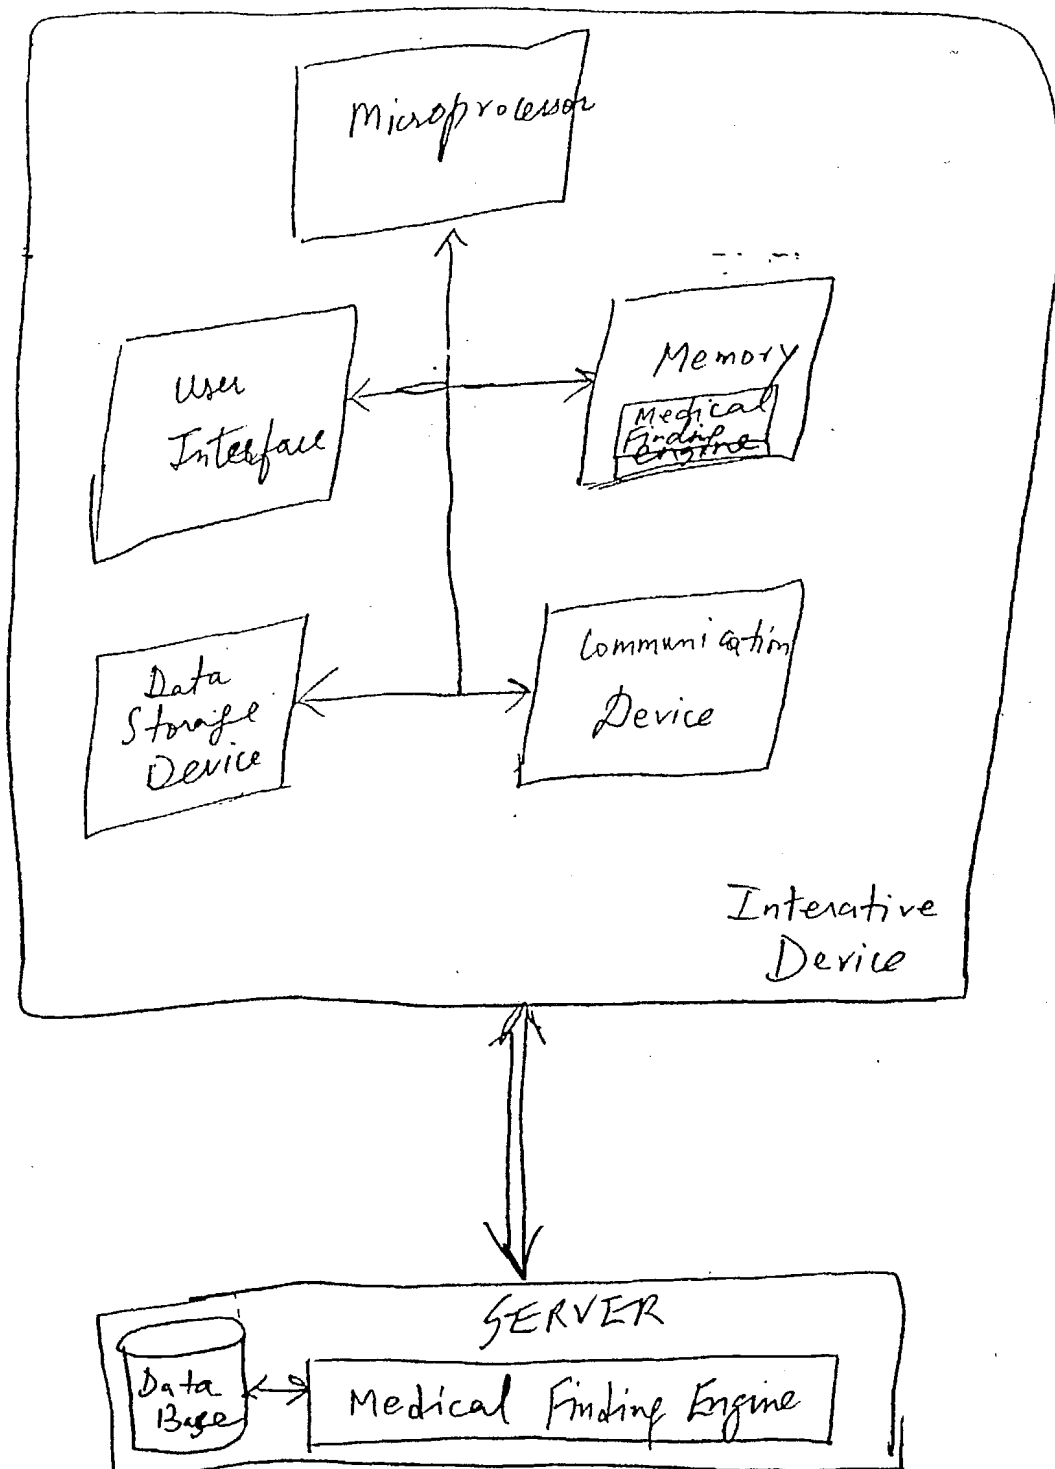 Microprocessor
User
Interface
Memory
Medical
Finding
engine
Data
Storage
Device
Communication
Device
Interative
Device
SERVER
Data
Base
Medical Finding Engine